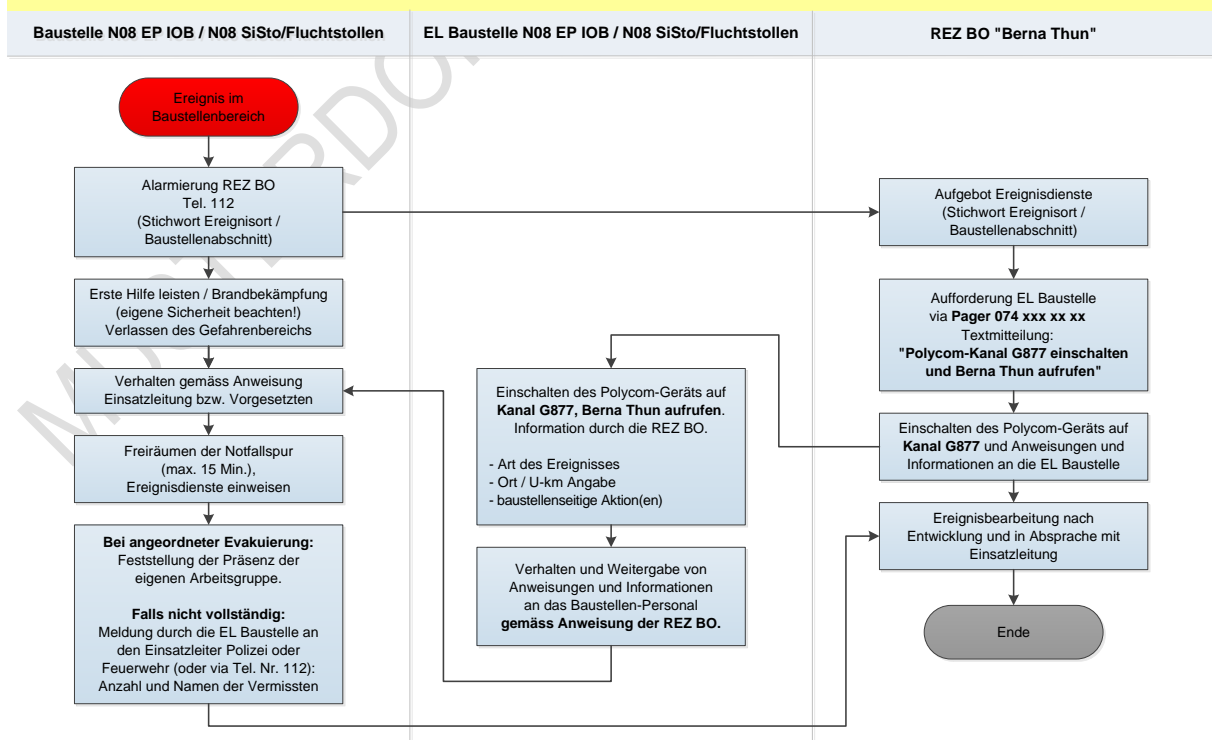 Baustelle N08 EP IOB / N08 SiSto/Fluchtstollen
EL Baustelle N08 EP IOB / N08 SiSto/Fluchtstollen
REZ BO "Berna Thun"
Ereignis im
Baustellenbereich
Alarmierung REZ BO
Tel. 112
(Stichwort Ereignisort /
Baustellenabschnitt)
Erste Hilfe leisten / Brandbekämpfung
(eigene Sicherheit beachten!)
Verlassen des Gefahrenbereichs
Verhalten gemäss Anweisung
Einsatzleitung bzw. Vorgesetzten
Freiräumen der Notfallspur
(max. 15 Min.),
Ereignisdienste einweisen
Bei angeordneter Evakuierung:
Feststellung der Präsenz der
eigenen Arbeitsgruppe.
Falls nicht vollständig:
Meldung durch die EL Baustelle an
den Einsatzleiter Polizei oder
Feuerwehr (oder via Tel. Nr. 112):
Anzahl und Namen der Vermissten
Einschalten des Polycom-Geräts auf
Kanal G877, Berna Thun aufrufen.
Information durch die REZ BO.
- Art des Ereignisses
- Ort / U-km Angabe
- baustellenseitige Aktion(en)
Verhalten und Weitergabe von
Anweisungen und Informationen
an das Baustellen-Personal
gemäss Anweisung der REZ BO.
Aufgebot Ereignisdienste
(Stichwort Ereignisort /
Baustellenabschnitt)
Aufforderung EL Baustelle
via Pager 074 xxx xx xx
Textmitteilung:
"Polycom-Kanal G877 einschalten
und Berna Thun aufrufen"
Einschalten des Polycom-Geräts auf
Kanal G877 und Anweisungen und
Informationen an die EL Baustelle
Ereignisbearbeitung nach
Entwicklung und in Absprache mit
Einsatzleitung
Ende